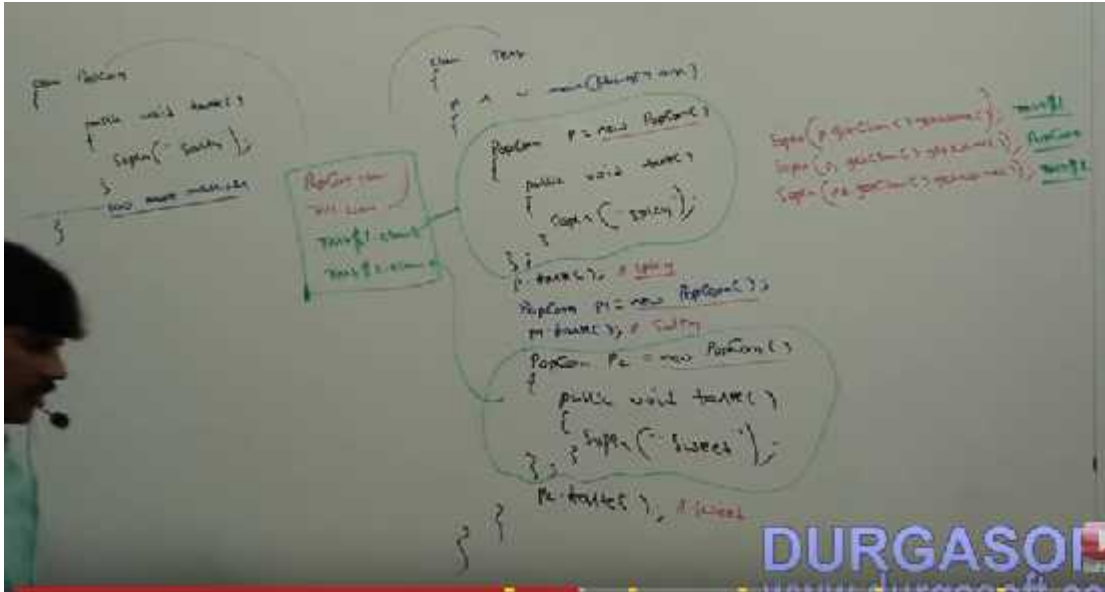 class PopCorn
{
public void taste()
{
Sopln("- Salty");
}
100 more methods
}
PopCorn.class
Test.class
Test$1.class
Test$2.class
class Test
{
p s v main(String[] args)
{
PopCorn p = new PopCorn()
{
public void taste()
{
Sopln("- spicy");
}
};
p.taste(); // spicy
PopCorn p1 = new PopCorn();
p1.taste(); // Salty
PopCorn p2 = new PopCorn()
{
public void taste()
{
Sopln("- Sweet");
}
};
p2.taste(); // Sweet
}
}
Sopln(p.getClass().getName()); Test$1
Sopln(p1.getClass().getName()); PopCorn
Sopln(p2.getClass().getName()); Test$2
DURGASOF
www.durgasoft.co